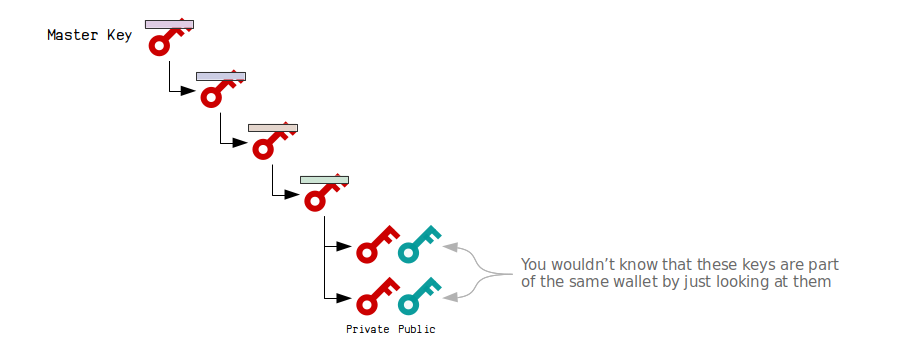 Master Key
You wouldn’t know that these keys are part
of the same wallet by just looking at them
Private Public